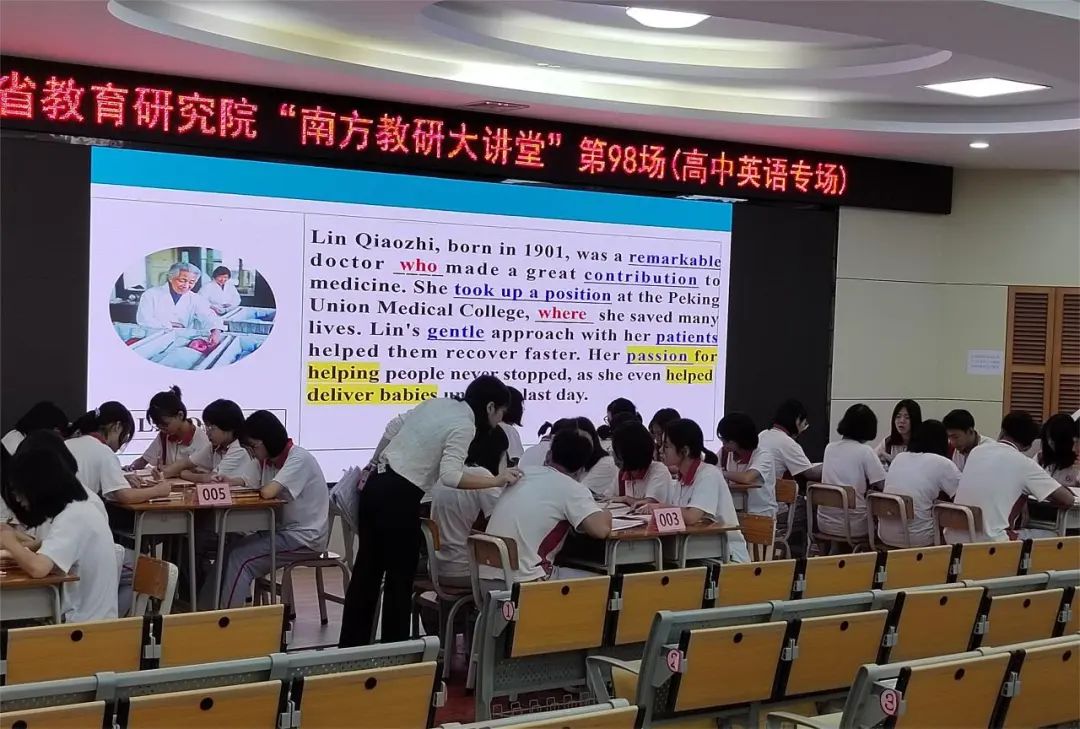 省教育研究院“南方教研大讲堂”第98场(高中英语专场)
Lin Qiaozhi, born in 1901, was a remarkable
doctor who made a great contribution to
medicine. She took up a position at the Peking
Union Medical College, where she saved many
lives. Lin's gentle approach with her patients
helped them recover faster. Her passion for
helping people never stopped, as she even helped
deliver babies last day.
005
003
1
2
3